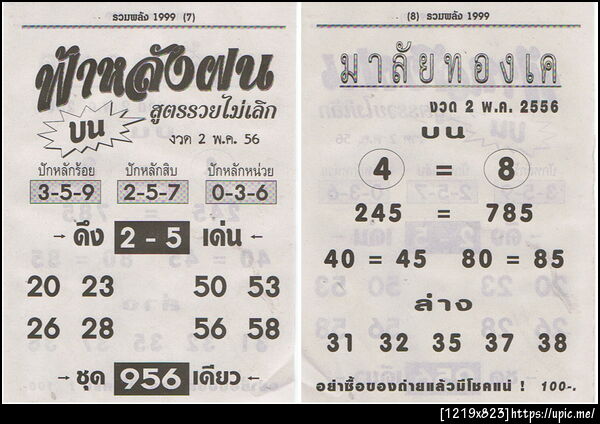 รวมพลัง 1999 (7)
ฟ้าหลังฝน
สูตรรวยไม่เลิก
บน
งวด 2 พ.ค. 56
ปักหลักร้อย ปักหลักสิบ ปักหลักหน่วย
3-5-9 2-5-7 0-3-6
ดึง 2 - 5 เด่น
20 23 50 53
26 28 56 58
ชุด 956 เดียว
(8) รวมพลัง 1999
มาลัยทองเค
งวด 2 พ.ค. 2556
บน
4 = 8
245 = 785
40 = 45 80 = 85
ล่าง
31 32 35 37 38
อย่าซื้อของถ่ายแล้วมีโชคแน่ ! 100-.
[1219x823]https://upic.me/